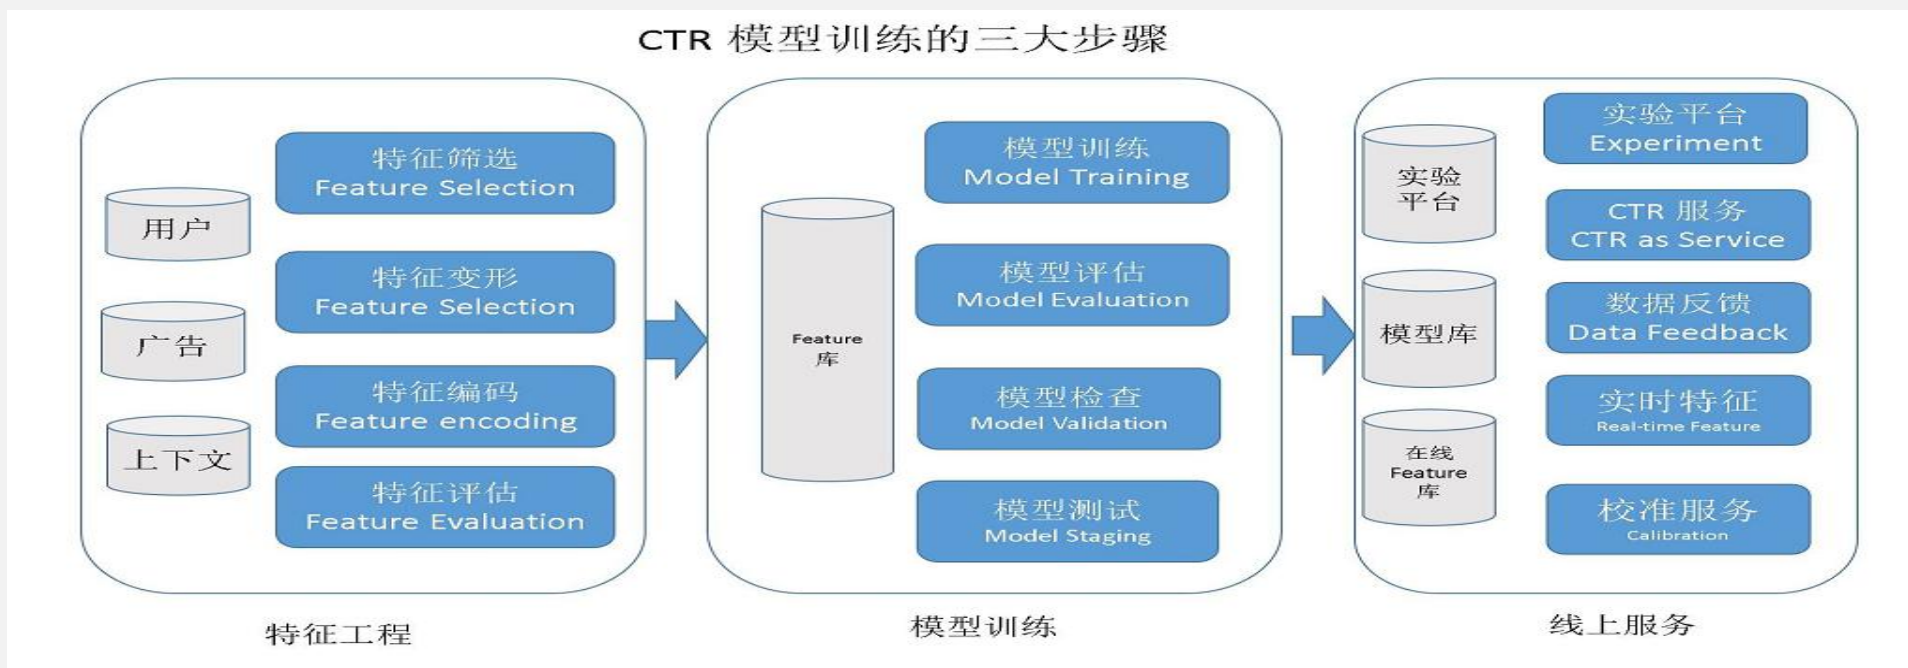 CTR 模型训练的三大步骤
用户
广告
上下文
特征筛选
Feature Selection
特征变形
Feature Selection
特征编码
Feature encoding
特征评估
Feature Evaluation
特征工程
Feature
库
模型训练
Model Training
模型评估
Model Evaluation
模型检查
Model Validation
模型测试
Model Staging
模型训练
实验
平台
模型库
在线
Feature
库
实验平台
Experiment
CTR 服务
CTR as Service
数据反馈
Data Feedback
实时特征
Real-time Feature
校准服务
Calibration
线上服务